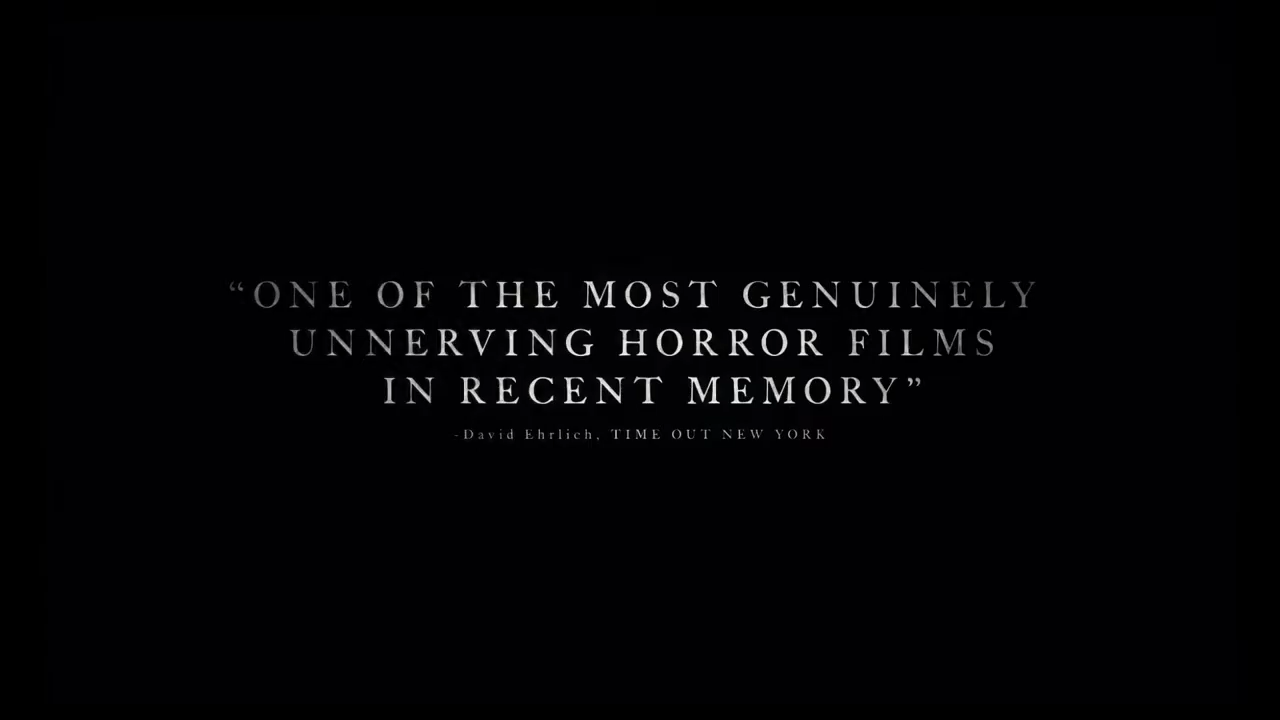 “ONE OF THE MOST GENUINELY
UNNERVING HORROR FILMS
IN RECENT MEMORY”
-David Ehrlich, TIME OUT NEW YORK